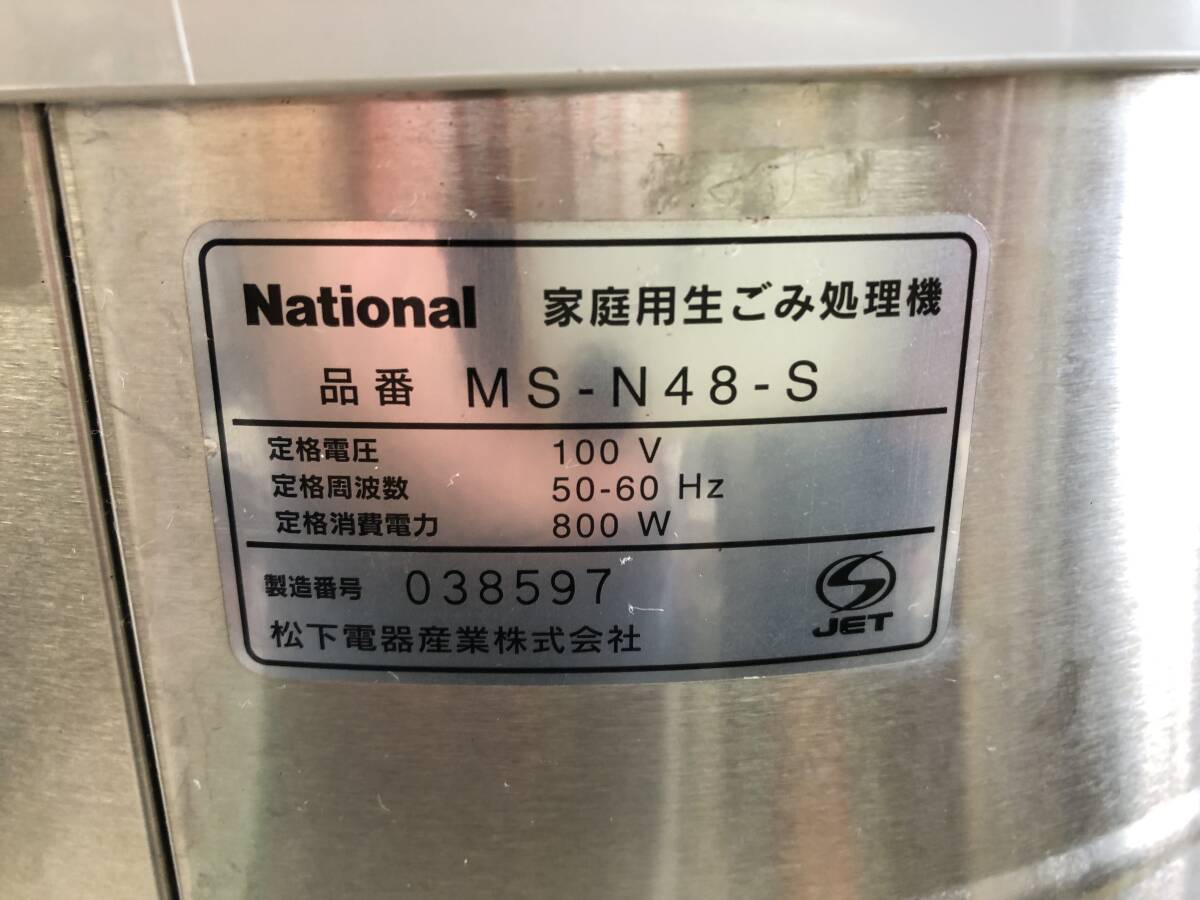 National 家庭用生ごみ処理機
品番 MS-N48-S
定格電圧 100 V
定格周波数 50-60 Hz
定格消費電力 800 W
製造番号 038597
松下電器産業株式会社
S
JET